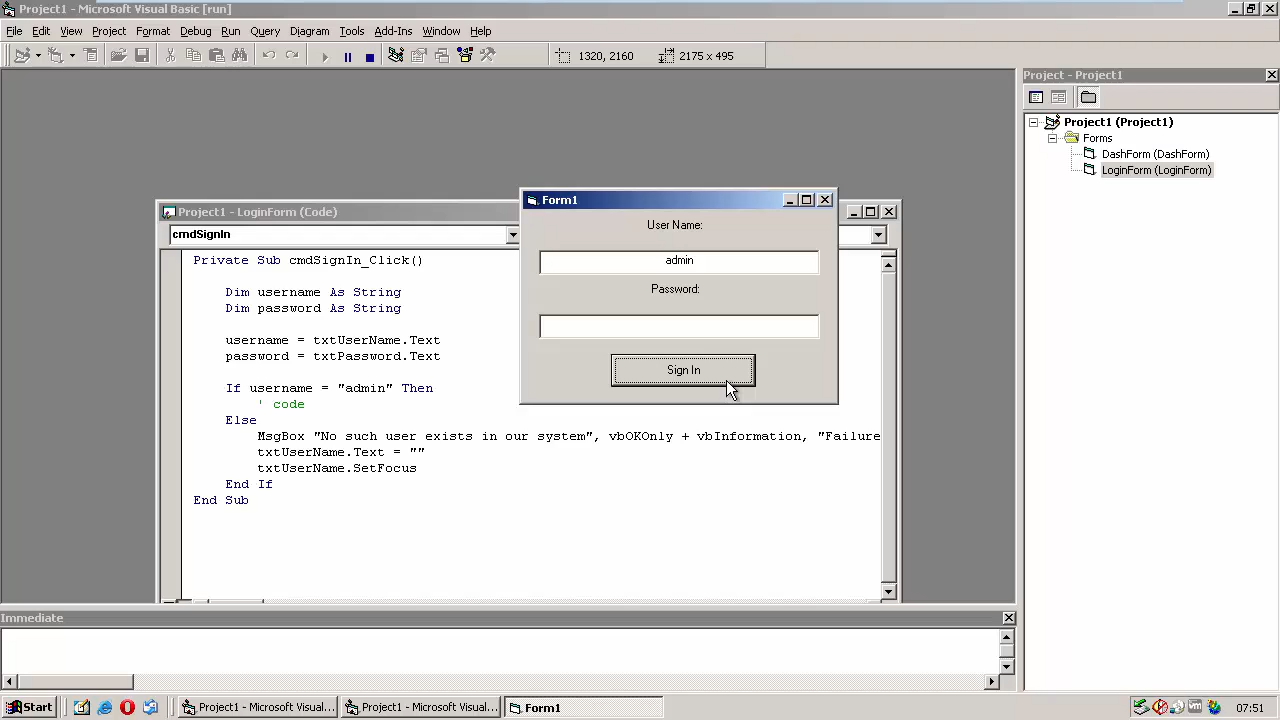 Project1 - Microsoft Visual Basic [run]
File Edit View Project Format Debug Run Query Diagram Tools Add-Ins Window Help
1320, 2160 2175 x 495
Project - Project1
Project1 (Project1)
Forms
DashForm (DashForm)
LoginForm (LoginForm)
Project1 - LoginForm (Code)
cmdSignIn
Private Sub cmdSignIn_Click()
Dim username As String
Dim password As String
username = txtUserName.Text
password = txtPassword.Text
If username = "admin" Then
' code
Else
MsgBox "No such user exists in our system", vbOKOnly + vbInformation, "Failure
txtUserName.Text = ""
txtUserName.SetFocus
End If
End Sub
Form1
User Name:
admin
Password:
Sign In
Immediate
Start
Project1 - Microsoft Visual...
Project1 - Microsoft Visual...
Form1
07:51